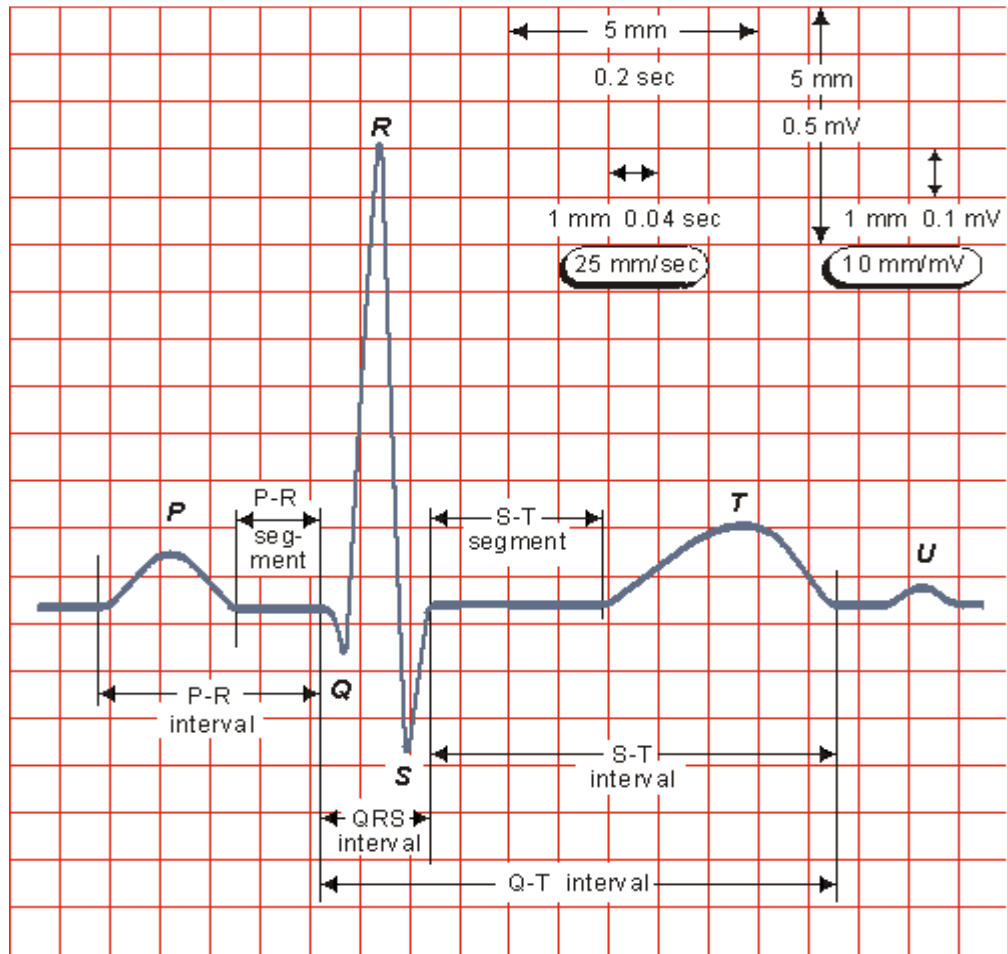 5 mm
0.2 sec
5 mm
0.5 mV
R
1 mm 0.04 sec
1 mm 0.1 mV
25 mm/sec
10 mm/mV
P
P-R
seg-
ment
S-T
segment
T
U
Q
P-R
interval
S
S-T
interval
QRS
interval
Q-T interval